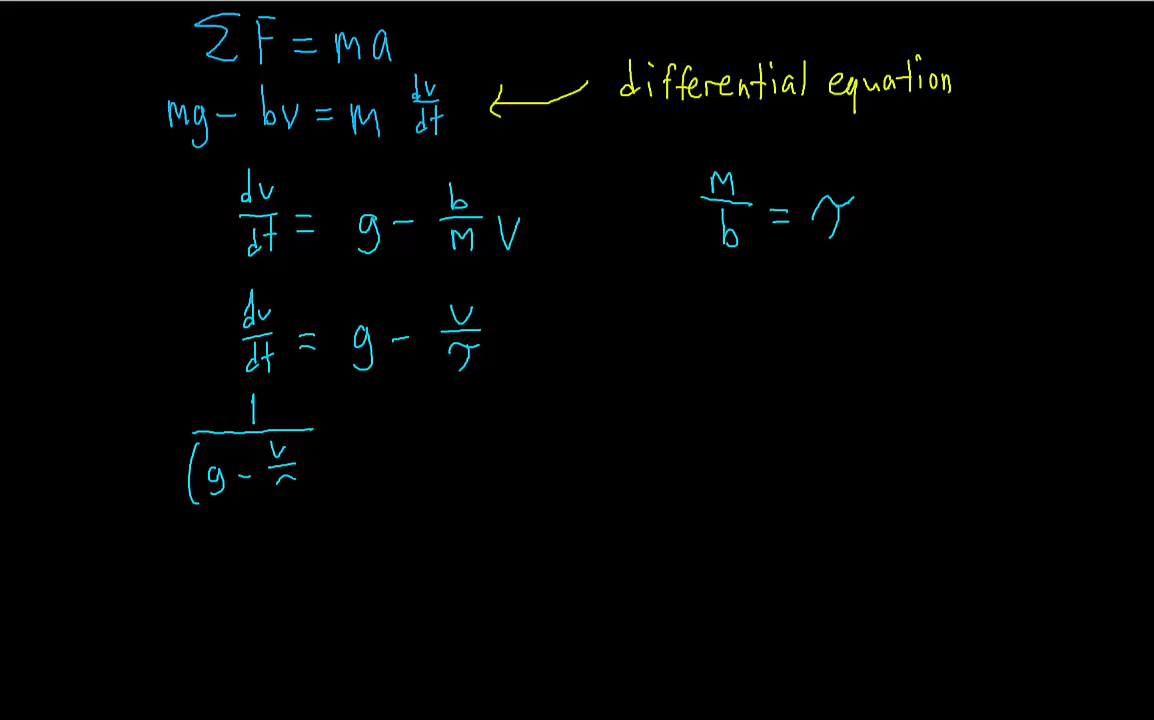 ΣF = ma
mg - bv = m dv/dt
differential equation
dv/dt = g - b/m v
m/b = τ
dv/dt = g - v/τ
1/(g - v/